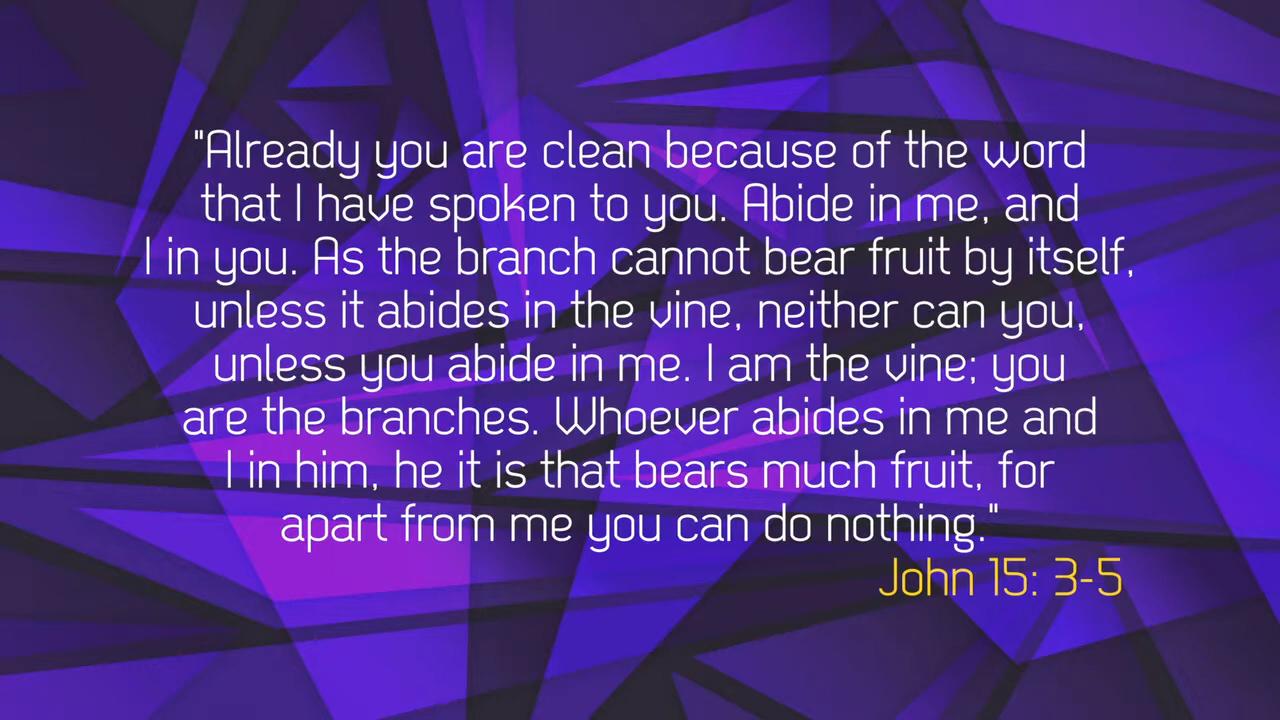 "Already you are clean because of the word
that I have spoken to you. Abide in me, and
I in you. As the branch cannot bear fruit by itself,
unless it abides in the vine, neither can you,
unless you abide in me. I am the vine; you
are the branches. Whoever abides in me and
I in him, he it is that bears much fruit, for
apart from me you can do nothing."
John 15: 3-5